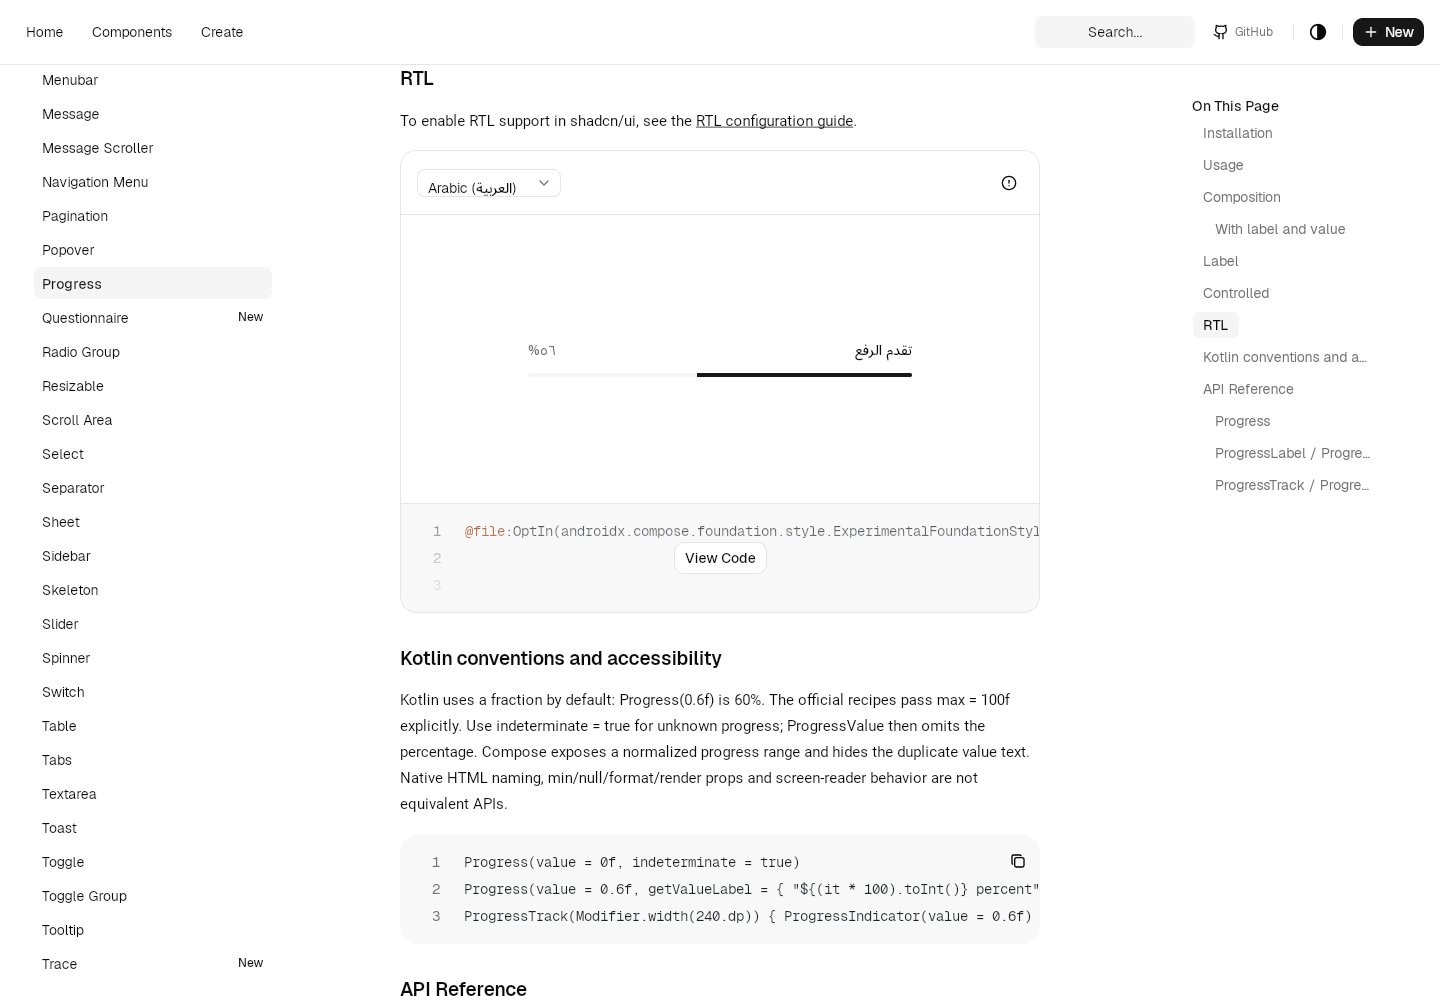 Home
Components
Create
Search...
GitHub
New
Menubar
Message
Message Scroller
Navigation Menu
Pagination
Popover
Progress
Questionnaire
New
Radio Group
Resizable
Scroll Area
Select
Separator
Sheet
Sidebar
Skeleton
Slider
Spinner
Switch
Table
Tabs
Textarea
Toast
Toggle
Toggle Group
Tooltip
Trace
New
RTL
To enable RTL support in shadcn/ui, see the RTL configuration guide.
Arabic (العربية)
تقدم الرفع
%٥٦
1 @file:OptIn(androidx.compose.foundation.style.ExperimentalFoundationStyl
2
3
View Code
Kotlin conventions and accessibility
Kotlin uses a fraction by default: Progress(0.6f) is 60%. The official recipes pass max = 100f
explicitly. Use indeterminate = true for unknown progress; ProgressValue then omits the
percentage. Compose exposes a normalized progress range and hides the duplicate value text.
Native HTML naming, min/null/format/render props and screen-reader behavior are not
equivalent APIs.
1 Progress(value = 0f, indeterminate = true)
2 Progress(value = 0.6f, getValueLabel = { "${(it * 100).toInt()} percent"
3 ProgressTrack(Modifier.width(240.dp)) { ProgressIndicator(value = 0.6f)
API Reference
On This Page
Installation
Usage
Composition
With label and value
Label
Controlled
RTL
Kotlin conventions and a...
API Reference
Progress
ProgressLabel / Progre...
ProgressTrack / Progre...